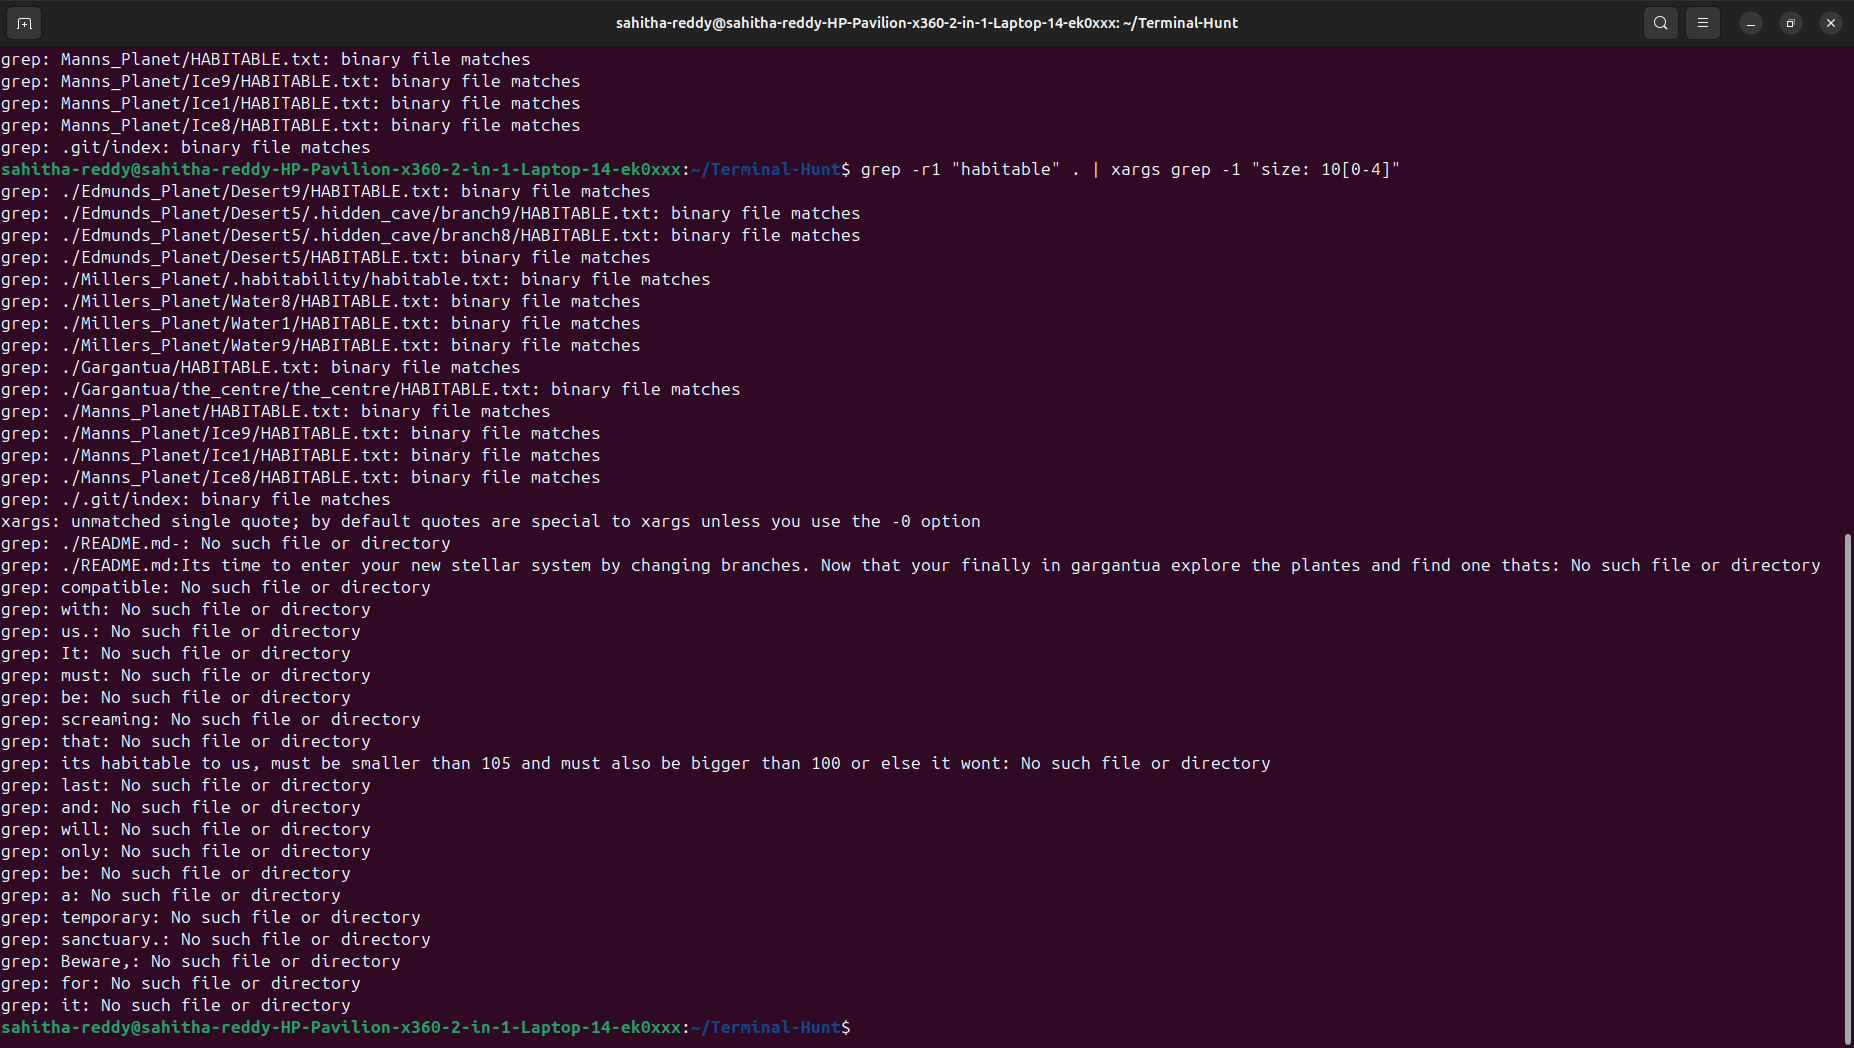 sahitha-reddy@sahitha-reddy-HP-Pavilion-x360-2-in-1-Laptop-14-ek0xxx: ~/Terminal-Hunt
grep: Manns_Planet/HABITABLE.txt: binary file matches
grep: Manns_Planet/Ice9/HABITABLE.txt: binary file matches
grep: Manns_Planet/Ice1/HABITABLE.txt: binary file matches
grep: Manns_Planet/Ice8/HABITABLE.txt: binary file matches
grep: .git/index: binary file matches
sahitha-reddy@sahitha-reddy-HP-Pavilion-x360-2-in-1-Laptop-14-ek0xxx:~/Terminal-Hunt$ grep -r1 "habitable" . | xargs grep -1 "size: 10[0-4]"
grep: ./Edmunds_Planet/Desert9/HABITABLE.txt: binary file matches
grep: ./Edmunds_Planet/Desert5/.hidden_cave/branch9/HABITABLE.txt: binary file matches
grep: ./Edmunds_Planet/Desert5/.hidden_cave/branch8/HABITABLE.txt: binary file matches
grep: ./Edmunds_Planet/Desert5/HABITABLE.txt: binary file matches
grep: ./Millers_Planet/.habitability/habitable.txt: binary file matches
grep: ./Millers_Planet/Water8/HABITABLE.txt: binary file matches
grep: ./Millers_Planet/Water1/HABITABLE.txt: binary file matches
grep: ./Millers_Planet/Water9/HABITABLE.txt: binary file matches
grep: ./Gargantua/HABITABLE.txt: binary file matches
grep: ./Gargantua/the_centre/the_centre/HABITABLE.txt: binary file matches
grep: ./Manns_Planet/HABITABLE.txt: binary file matches
grep: ./Manns_Planet/Ice9/HABITABLE.txt: binary file matches
grep: ./Manns_Planet/Ice1/HABITABLE.txt: binary file matches
grep: ./Manns_Planet/Ice8/HABITABLE.txt: binary file matches
grep: ./.git/index: binary file matches
xargs: unmatched single quote; by default quotes are special to xargs unless you use the -0 option
grep: ./README.md-: No such file or directory
grep: ./README.md:Its time to enter your new stellar system by changing branches. Now that your finally in gargantua explore the plantes and find one thats: No such file or directory
grep: compatible: No such file or directory
grep: with: No such file or directory
grep: us.: No such file or directory
grep: It: No such file or directory
grep: must: No such file or directory
grep: be: No such file or directory
grep: screaming: No such file or directory
grep: that: No such file or directory
grep: its habitable to us, must be smaller than 105 and must also be bigger than 100 or else it wont: No such file or directory
grep: last: No such file or directory
grep: and: No such file or directory
grep: will: No such file or directory
grep: only: No such file or directory
grep: be: No such file or directory
grep: a: No such file or directory
grep: temporary: No such file or directory
grep: sanctuary.: No such file or directory
grep: Beware,: No such file or directory
grep: for: No such file or directory
grep: it: No such file or directory
sahitha-reddy@sahitha-reddy-HP-Pavilion-x360-2-in-1-Laptop-14-ek0xxx:~/Terminal-Hunt$